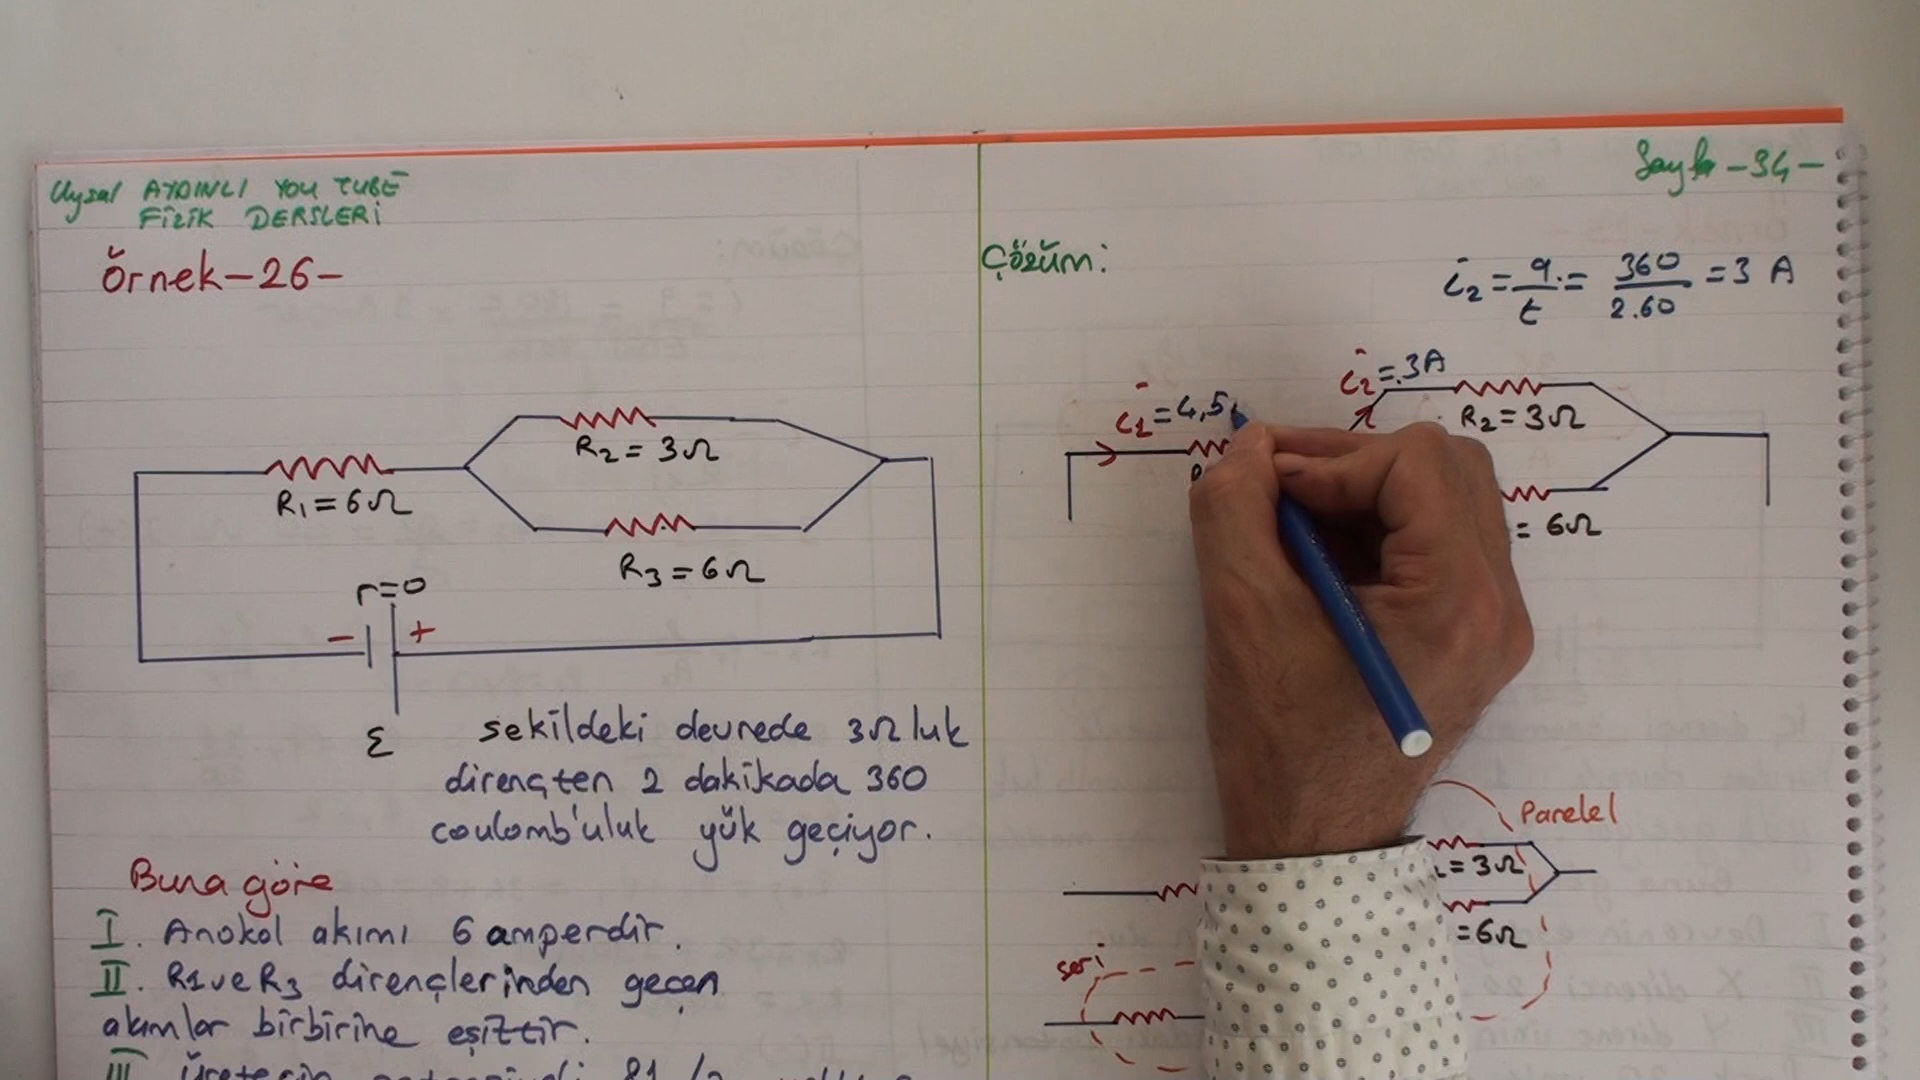 Uysal AYDINLI YOU TUBE
FİZİK DERSLERİ
Örnek-26-
R₂ = 3Ω
R₁ = 6Ω
R₃ = 6Ω
r=0
- +
ε
şekildeki devrede 3Ω luk
dirençten 2 dakikada 360
coulomb'uluk yük geçiyor.
Buna göre
I. Anakol akımı 6 amperdir.
II. R1 ve R3 dirençlerinden geçen
akımlar birbirine eşittir.
III
Sayfa -34-
Çözüm:
i₂ = q/t = 360/2.60 = 3 A
i₂ = 3A
i₁ = 4,5
R₂ = 3Ω
= 6Ω
Paralel
= 3Ω
= 6Ω
seri